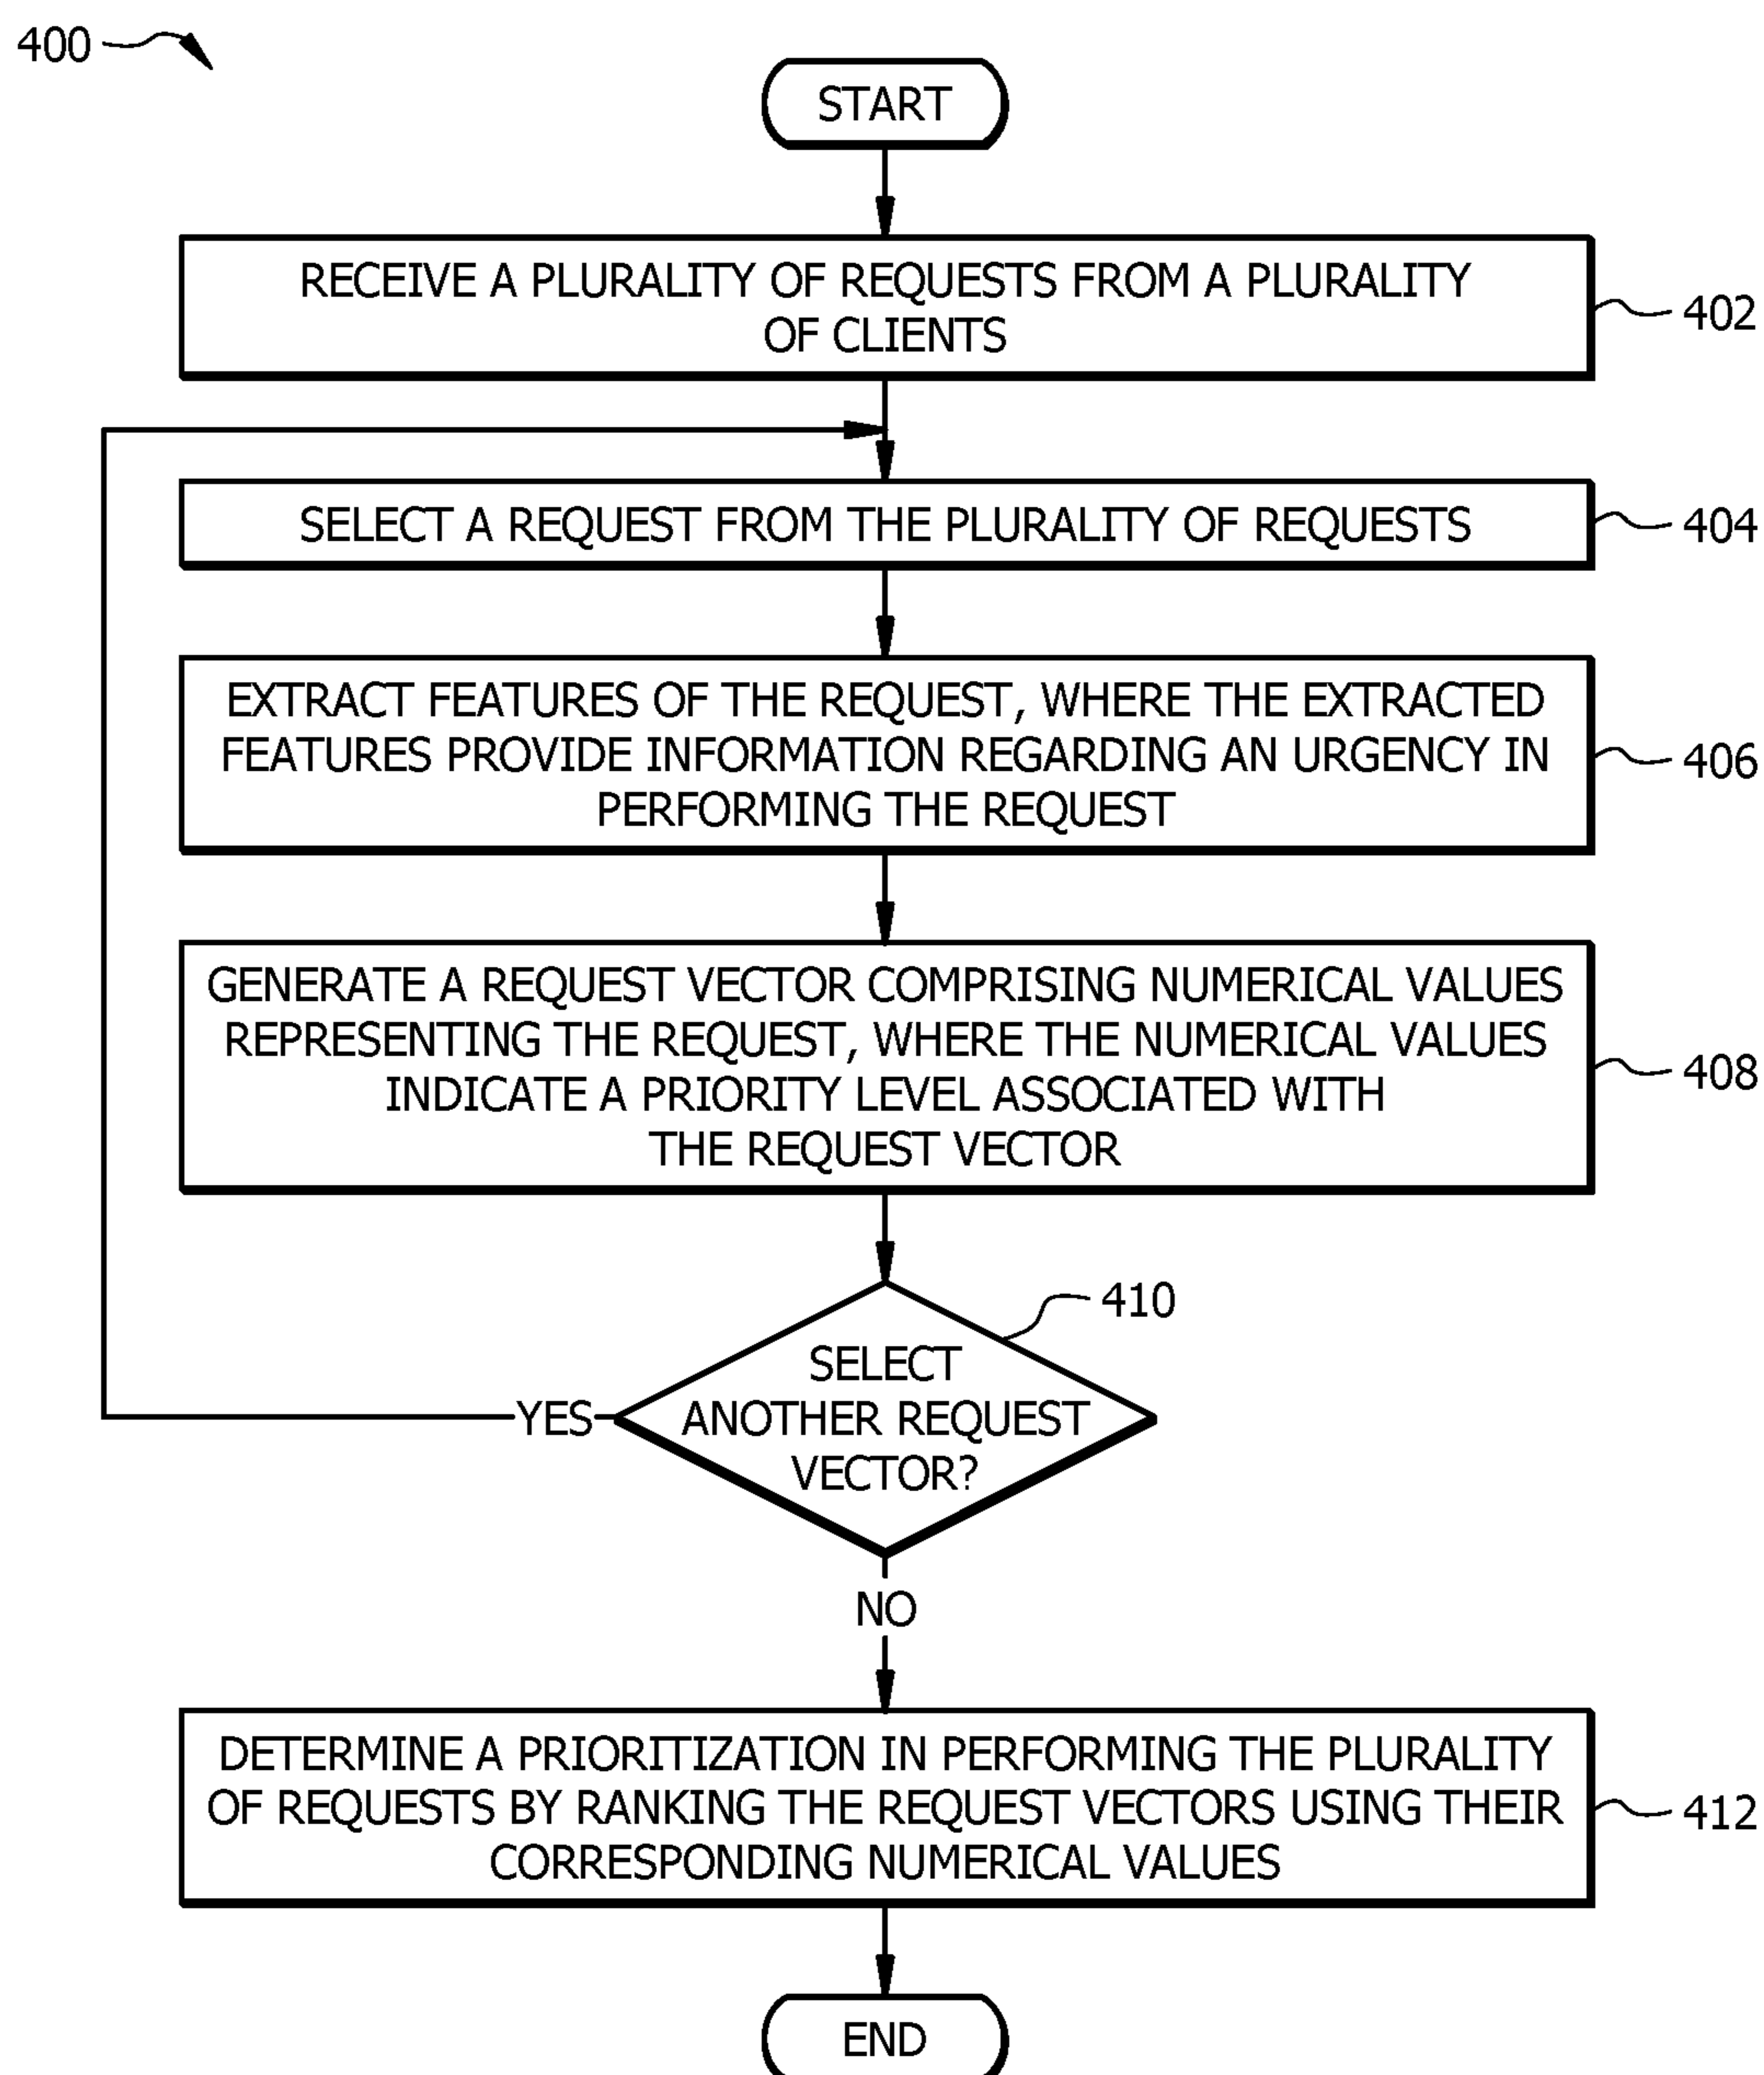 400
START
RECEIVE A PLURALITY OF REQUESTS FROM A PLURALITY
OF CLIENTS
402
SELECT A REQUEST FROM THE PLURALITY OF REQUESTS
404
EXTRACT FEATURES OF THE REQUEST, WHERE THE EXTRACTED
FEATURES PROVIDE INFORMATION REGARDING AN URGENCY IN
PERFORMING THE REQUEST
406
GENERATE A REQUEST VECTOR COMPRISING NUMERICAL VALUES
REPRESENTING THE REQUEST, WHERE THE NUMERICAL VALUES
INDICATE A PRIORITY LEVEL ASSOCIATED WITH
THE REQUEST VECTOR
408
410
SELECT
ANOTHER REQUEST
VECTOR?
YES
NO
DETERMINE A PRIORITIZATION IN PERFORMING THE PLURALITY
OF REQUESTS BY RANKING THE REQUEST VECTORS USING THEIR
CORRESPONDING NUMERICAL VALUES
412
END